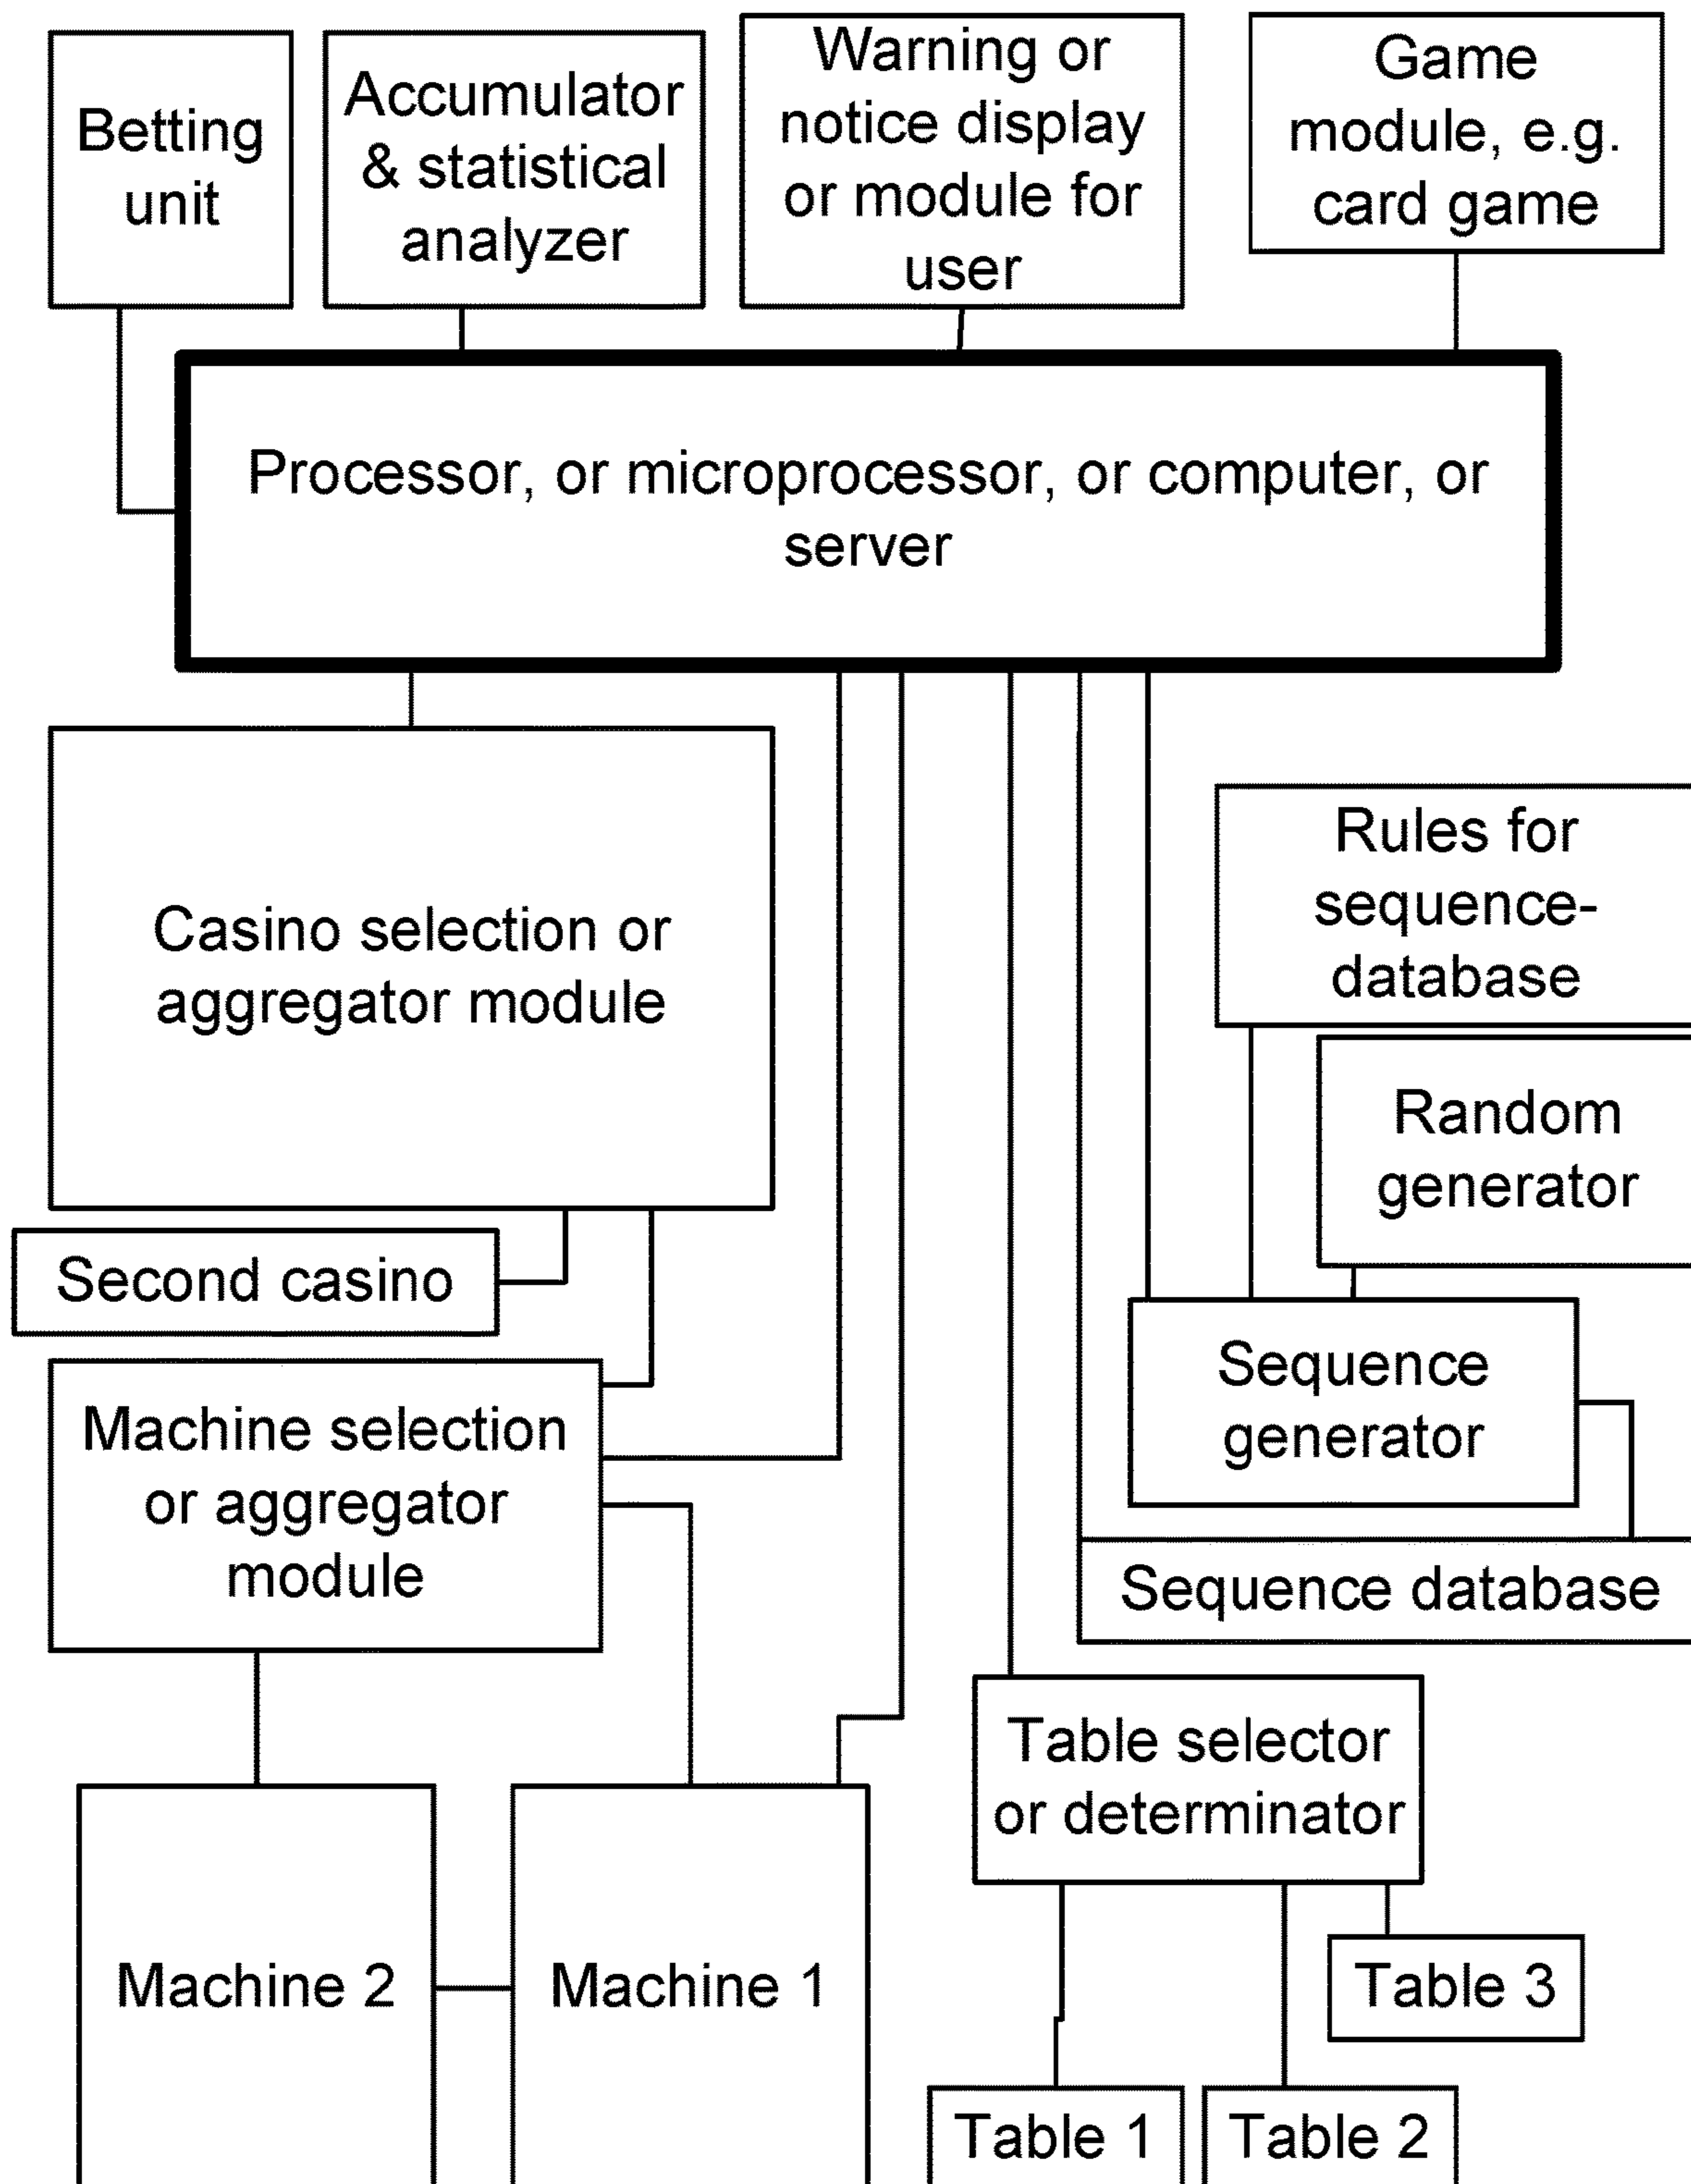 Betting
unit
Accumulator
& statistical
analyzer
Warning or
notice display
or module for
user
Game
module, e.g.
card game
Processor, or microprocessor, or computer, or
server
Casino selection or
aggregator module
Rules for
sequence-
database
Random
generator
Second casino
Sequence
generator
Machine selection
or aggregator
module
Sequence database
Table selector
or determinator
Machine 2
Machine 1
Table 3
Table 1
Table 2